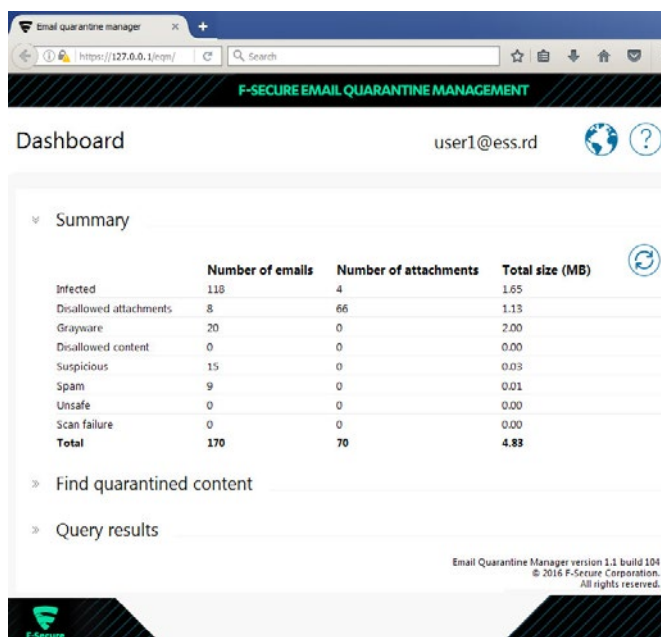 Email quarantine manager × +
https://127.0.0.1/eqm/ Search
F-SECURE EMAIL QUARANTINE MANAGEMENT
Dashboard user1@ess.rd ?
Summary
Number of emails Number of attachments Total size (MB)
Infected 118 4 1.65
Disallowed attachments 8 66 1.13
Grayware 20 0 2.00
Disallowed content 0 0 0.00
Suspicious 15 0 0.03
Spam 9 0 0.01
Unsafe 0 0 0.00
Scan failure 0 0 0.00
Total 170 70 4.83
Find quarantined content
Query results
Email Quarantine Manager version 1.1 build 104
© 2016 F-Secure Corporation.
All rights reserved.
F-Secure